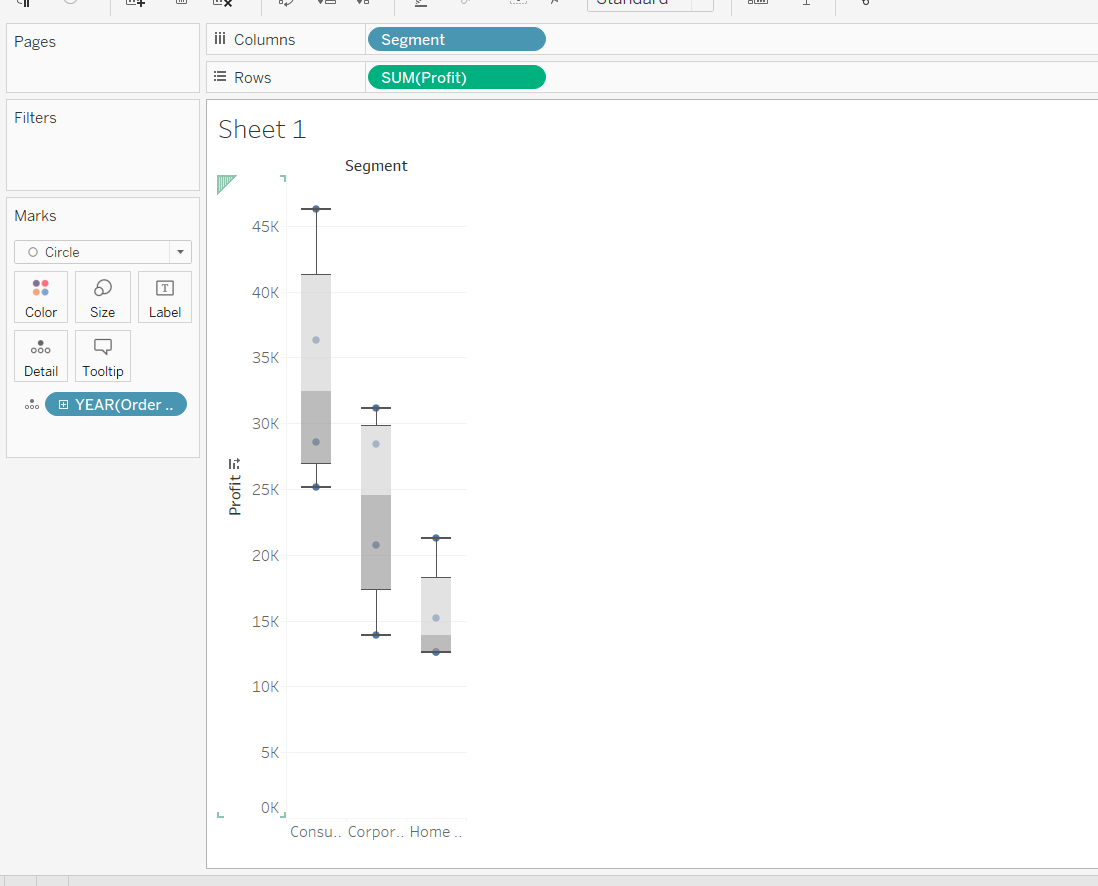 Standard
Pages
Columns
Segment
Rows
SUM(Profit)
Filters
Marks
Circle
Color
Size
T
Label
Detail
Tooltip
YEAR(Order ..
Sheet 1
Segment
45K
40K
35K
30K
25K
20K
15K
10K
5K
0K
Profit
Consu..
Corpor..
Home ..